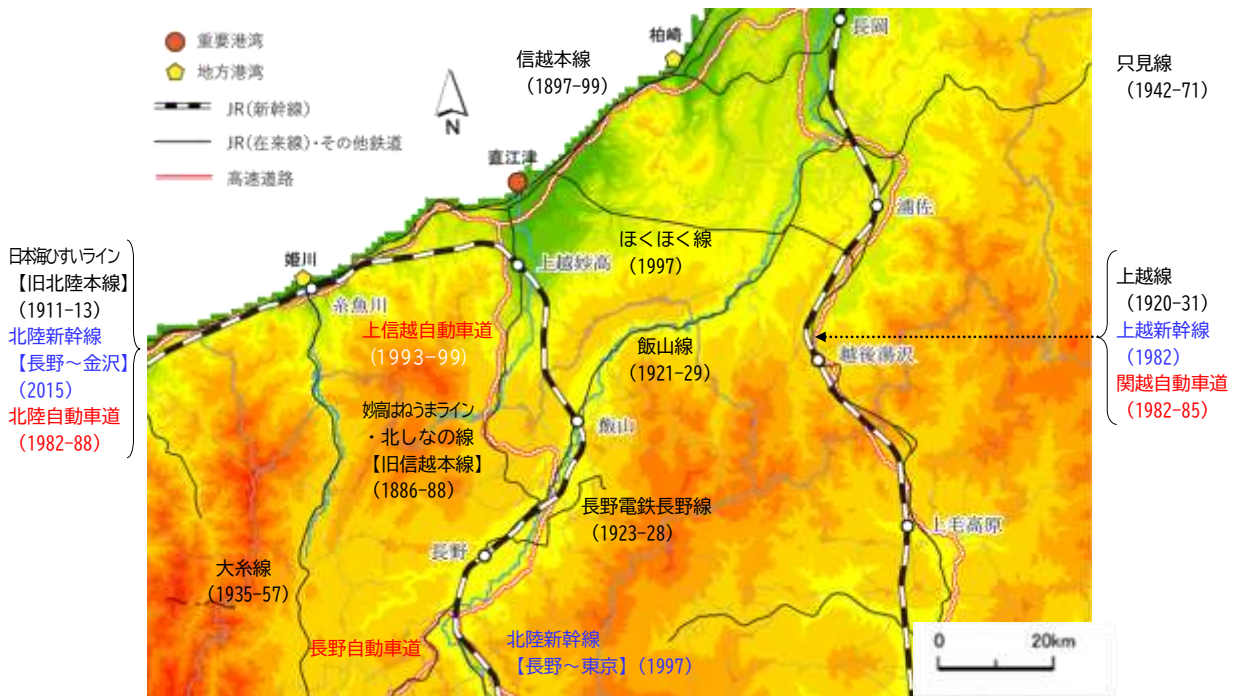 重要港湾
地方港湾
JR(新幹線)
JR(在来線)・その他鉄道
高速道路
N
柏崎
長岡
信越本線
(1897-99)
只見線
(1942-71)
直江津
浦佐
ほくほく線
(1997)
上越妙高
姫川
糸魚川
日本海ひすいライン
【旧北陸本線】
(1911-13)
北陸新幹線
【長野～金沢】
(2015)
北陸自動車道
(1982-88)
上越線
(1920-31)
上越新幹線
(1982)
関越自動車道
(1982-85)
上信越自動車道
(1993-99)
飯山線
(1921-29)
越後湯沢
妙高はねうまライン
・北しなの線
【旧信越本線】
(1886-88)
飯山
長野電鉄長野線
(1923-28)
上毛高原
長野
大糸線
(1935-57)
長野自動車道
北陸新幹線
【長野～東京】(1997)
0 20km